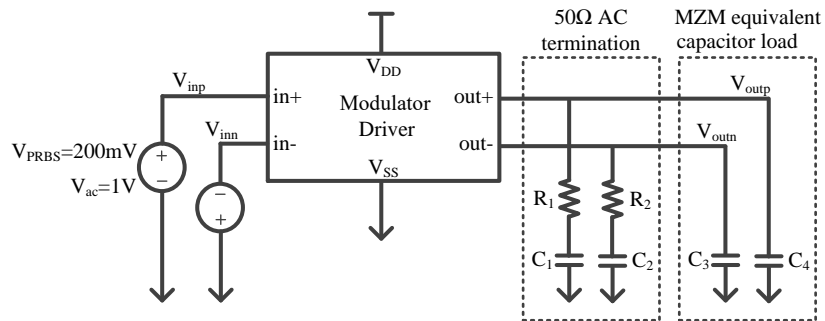 50Ω AC
termination
MZM equivalent
capacitor load
V_DD
V_inp
in+
Modulator
Driver
out+
V_outp
V_inn
in-
out-
V_outn
V_PRBS=200mV
V_ac=1V
+
−
V_SS
−
+
R_1
R_2
C_1
C_2
C_3
C_4